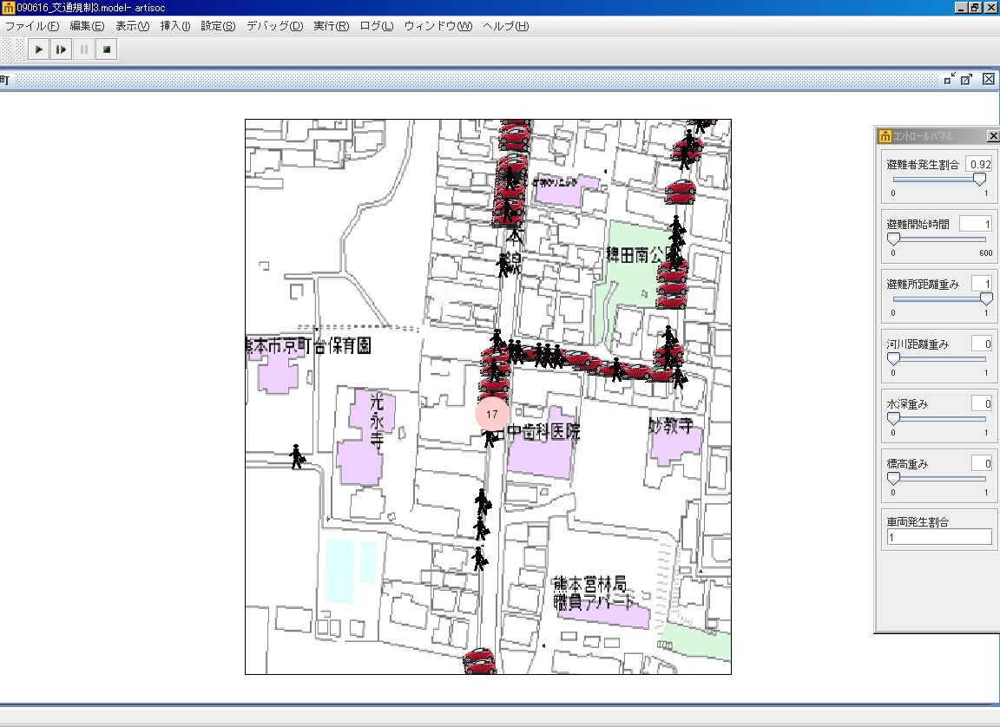 090616_交通規制3.model- artisoc
ファイル(F) 編集(E) 表示(V) 挿入(I) 設定(S) デバッグ(D) 実行(R) ログ(L) ウィンドウ(W) ヘルプ(H)
町
コントロールパネル
避難者発生割合 0.92
0 1
避難開始時間 1
0 600
避難所距離重み 1
0 1
河川距離重み 0
0 1
水深重み 0
0 1
標高重み 0
0 1
車両発生割合
1
稗田南公
熊本市京町台保育園
光永寺
17
中歯科医院
妙教寺
熊本営林局
職員アパート